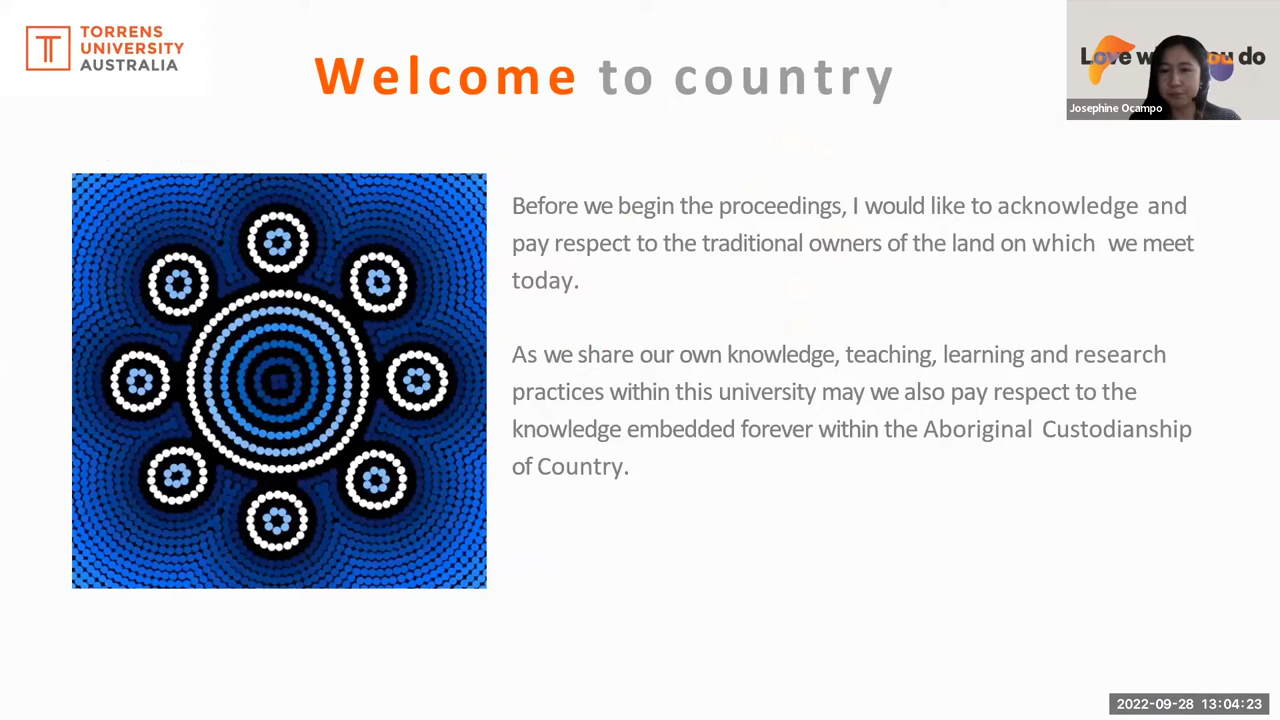 TORRENS
UNIVERSITY
AUSTRALIA
Welcome to country
Josephine Ocampo
Before we begin the proceedings, I would like to acknowledge and
pay respect to the traditional owners of the land on which we meet
today.
As we share our own knowledge, teaching, learning and research
practices within this university may we also pay respect to the
knowledge embedded forever within the Aboriginal Custodianship
of Country.
2022-09-28 13:04:23